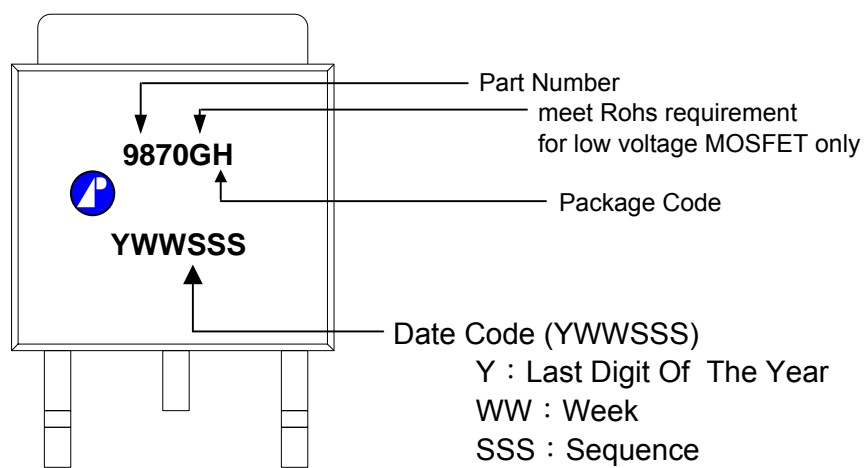 Part Number
meet Rohs requirement
for low voltage MOSFET only
9870GH
Package Code
YWWSSS
Date Code (YWWSSS)
Y：Last Digit Of The Year
WW：Week
SSS：Sequence